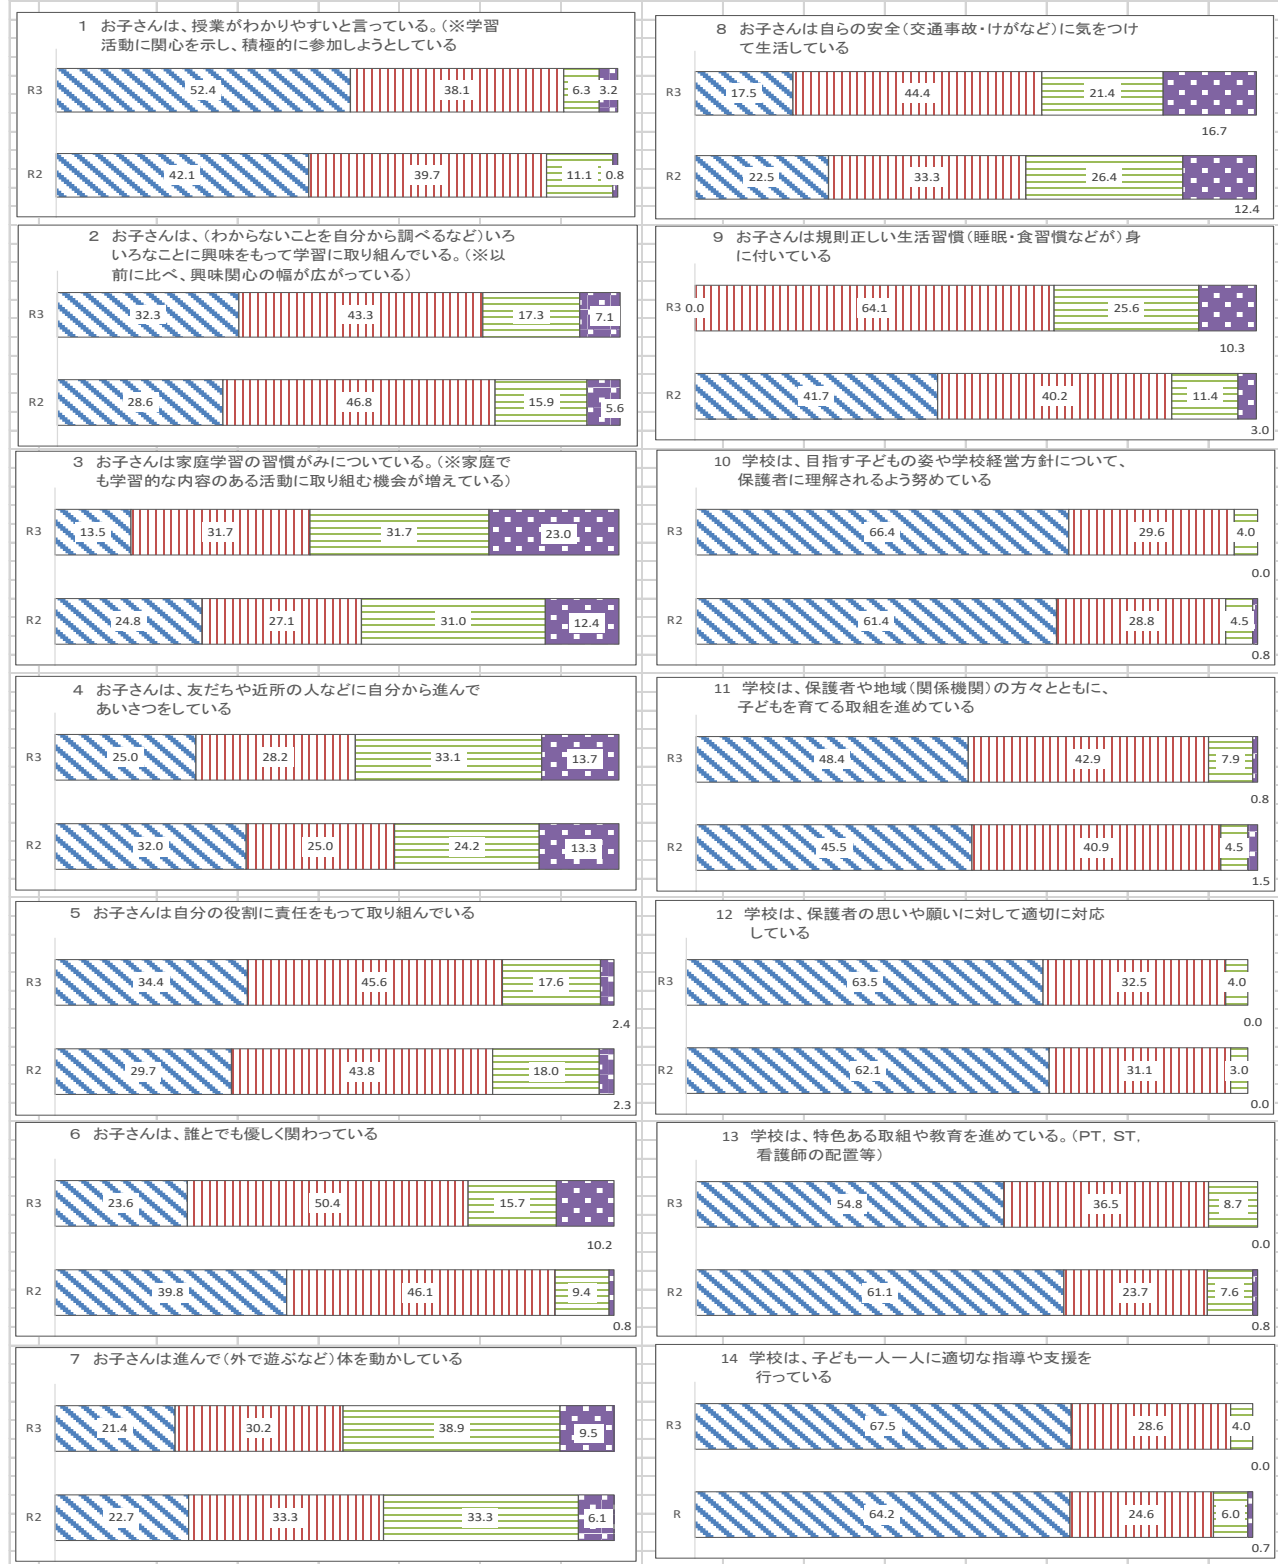 1 お子さんは、授業がわかりやすいと言っている。(※学習
活動に関心を示し、積極的に参加しようとしている
R3 52.4 38.1 6.3 3.2
R2 42.1 39.7 11.1 0.8
2 お子さんは、(わからないことを自分から調べるなど)いろ
いろなことに興味をもって学習に取り組んでいる。(※以
前に比べ、興味関心の幅が広がっている)
R3 32.3 43.3 17.3 7.1
R2 28.6 46.8 15.9 5.6
3 お子さんは家庭学習の習慣がみについている。(※家庭で
も学習的な内容のある活動に取り組む機会が増えている)
R3 13.5 31.7 31.7 23.0
R2 24.8 27.1 31.0 12.4
4 お子さんは、友だちや近所の人などに自分から進んで
あいさつをしている
R3 25.0 28.2 33.1 13.7
R2 32.0 25.0 24.2 13.3
5 お子さんは自分の役割に責任をもって取り組んでいる
R3 34.4 45.6 17.6
2.4
R2 29.7 43.8 18.0
2.3
6 お子さんは、誰とでも優しく関わっている
R3 23.6 50.4 15.7
10.2
R2 39.8 46.1 9.4
0.8
7 お子さんは進んで(外で遊ぶなど)体を動かしている
R3 21.4 30.2 38.9 9.5
R2 22.7 33.3 33.3 6.1
8 お子さんは自らの安全(交通事故・けがなど)に気をつけ
て生活している
R3 17.5 44.4 21.4
16.7
R2 22.5 33.3 26.4
12.4
9 お子さんは規則正しい生活習慣(睡眠・食習慣などが)身
に付いている
R3 0.0 64.1 25.6
10.3
R2 41.7 40.2 11.4
3.0
10 学校は、目指す子どもの姿や学校経営方針について、
保護者に理解されるよう努めている
R3 66.4 29.6 4.0
0.0
R2 61.4 28.8 4.5
0.8
11 学校は、保護者や地域(関係機関)の方々とともに、
子どもを育てる取組を進めている
R3 48.4 42.9 7.9
0.8
R2 45.5 40.9 4.5
1.5
12 学校は、保護者の思いや願いに対して適切に対応
している
R3 63.5 32.5 4.0
0.0
R2 62.1 31.1 3.0
0.0
13 学校は、特色ある取組や教育を進めている。(PT, ST,
看護師の配置等)
R3 54.8 36.5 8.7
0.0
R2 61.1 23.7 7.6
0.8
14 学校は、子ども一人一人に適切な指導や支援を
行っている
R3 67.5 28.6 4.0
0.0
R 64.2 24.6 6.0
0.7